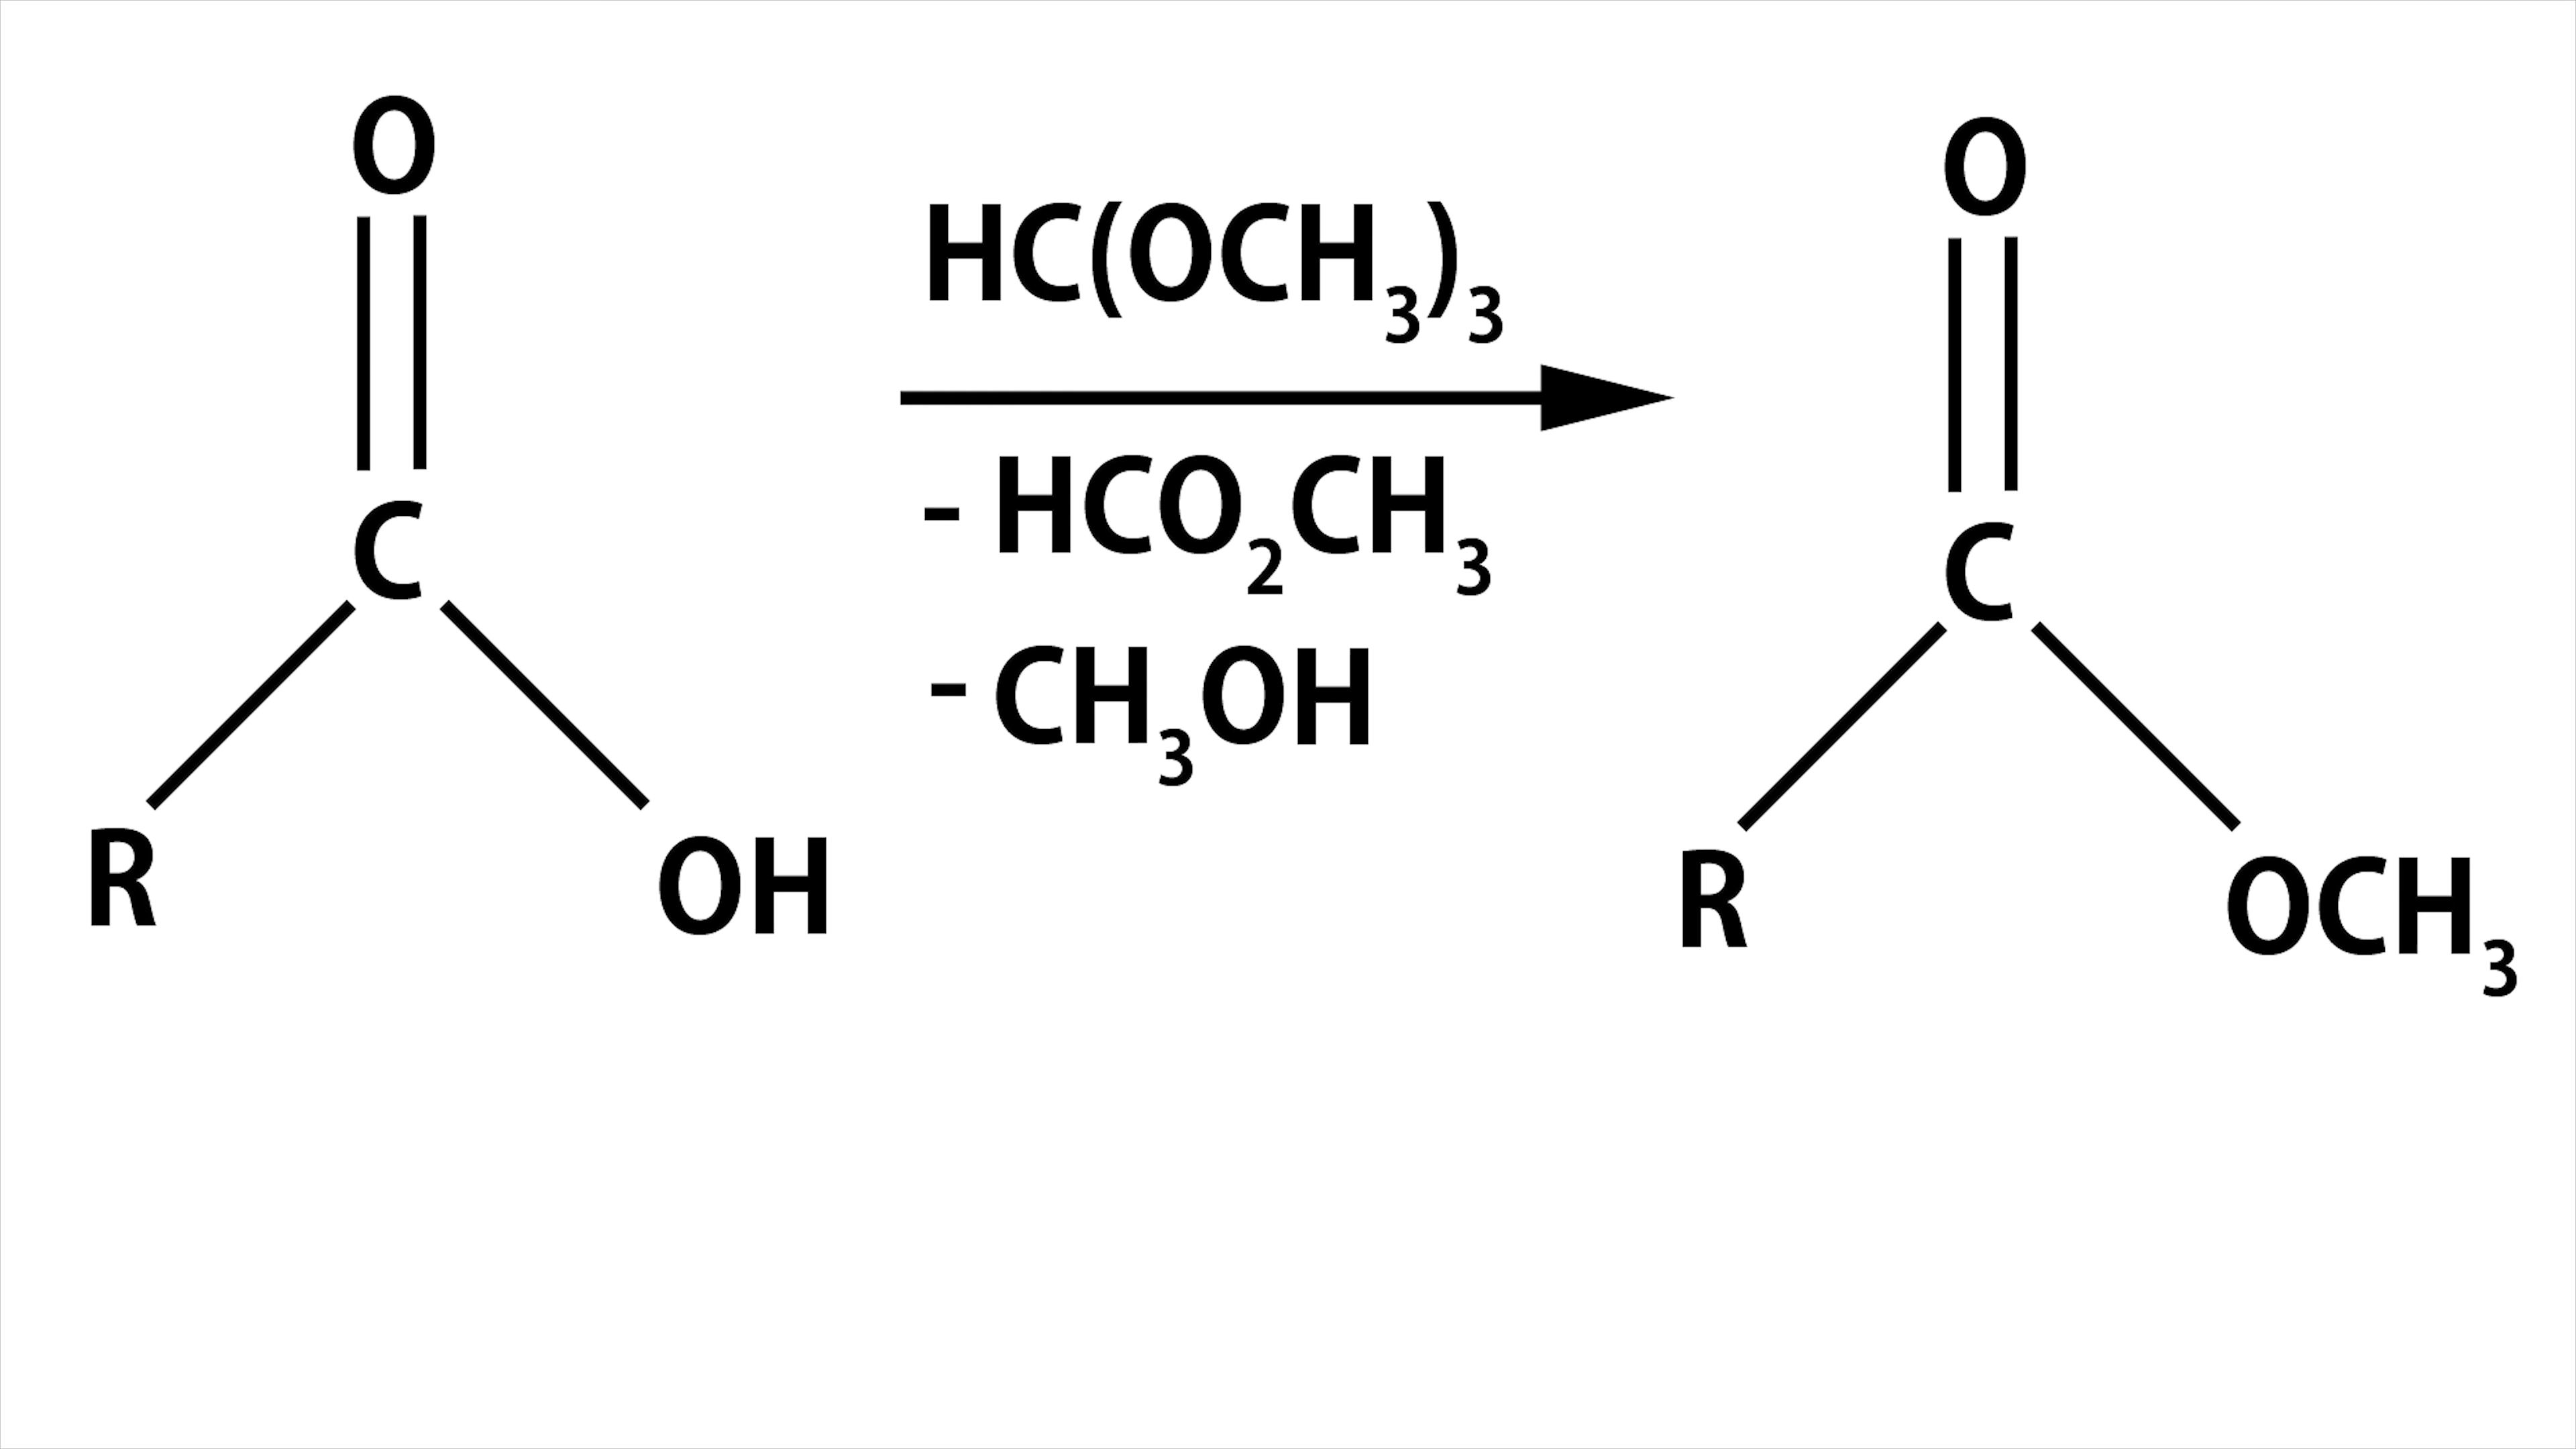 O
C
R
OH
HC(OCH₃)₃
- HCO₂CH₃
- CH₃OH
O
C
R
OCH₃